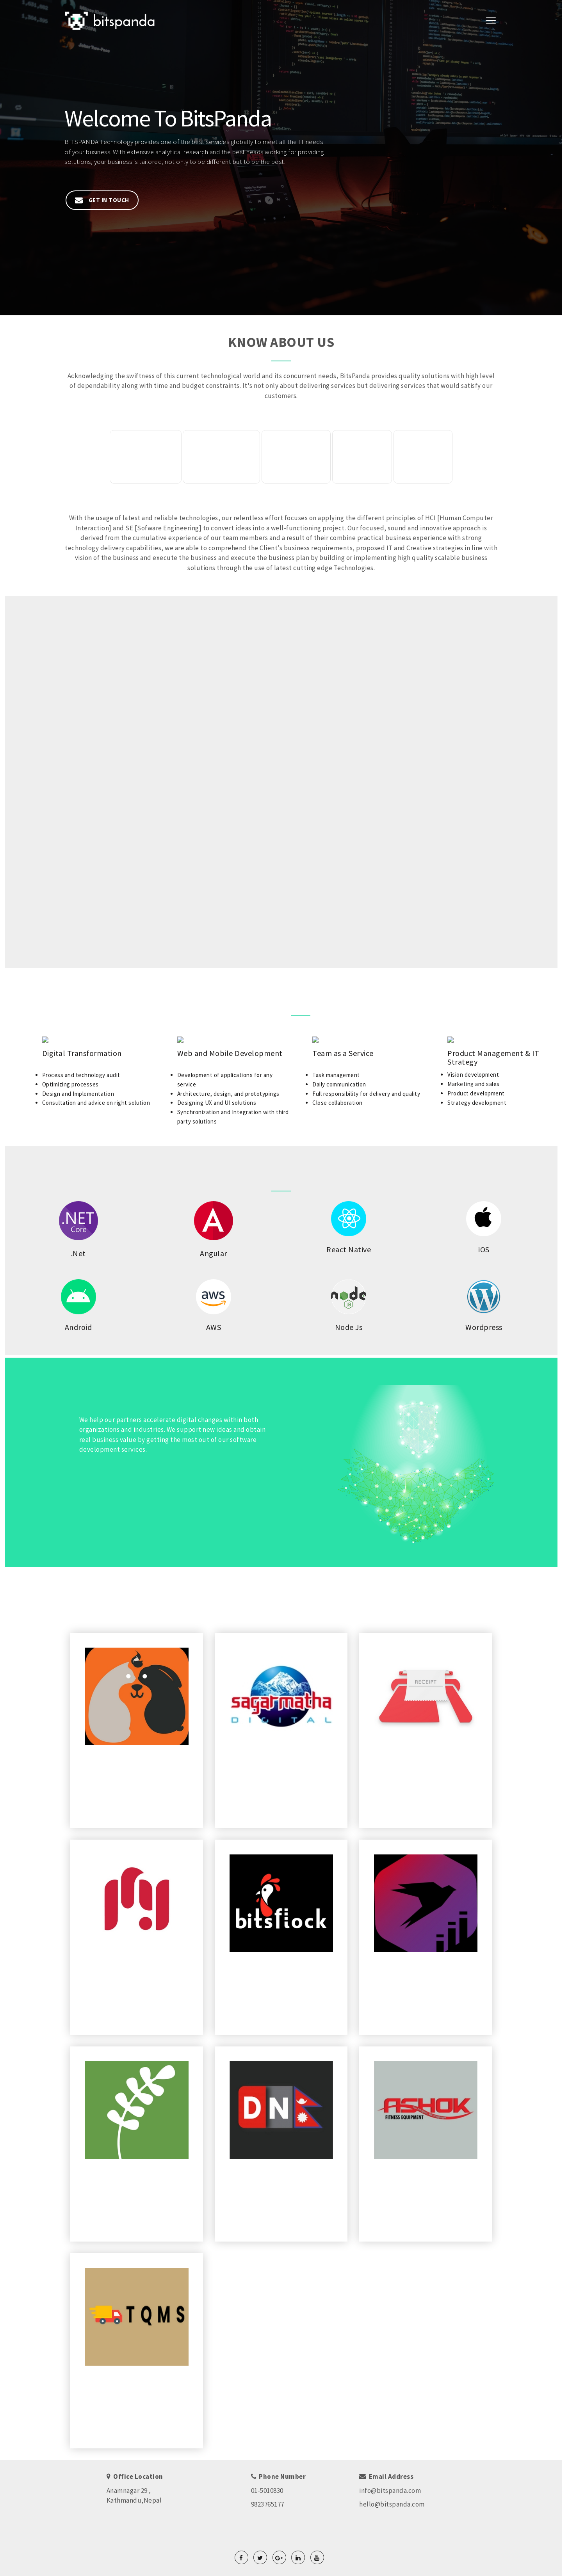 bitspanda
Welcome To BitsPanda
BITSPANDA Technology provides one of the best services globally to meet all the IT needs
of your business. With extensive analytical research and the best heads working for providing
solutions, your business is tailored, not only to be different but to be the best.
GET IN TOUCH
KNOW ABOUT US
Acknowledging the swiftness of this current technological world and its concurrent needs, BitsPanda provides quality solutions with high level
of dependability along with time and budget constraints. It's not only about delivering services but delivering services that would satisfy our
customers.
With the usage of latest and reliable technologies, our relentless effort focuses on applying the different principles of HCI [Human Computer
Interaction] and SE [Sofware Engineering] to convert ideas into a well-functioning project. Our focused, sound and innovative approach is
derived from the cumulative experience of our team members and a result of their combine practical business experience with strong
technology delivery capabilities, we are able to comprehend the Client's business requirements, proposed IT and Creative strategies in line with
vision of the business and execute the business and execute the business plan by building or implementing high quality scalable business
solutions through the use of latest cutting edge Technologies.
Digital Transformation
Process and technology audit
Optimizing processes
Design and Implementation
Consultation and advice on right solution
Web and Mobile Development
Development of applications for any
service
Architecture, design, and prototypings
Designing UX and UI solutions
Synchronization and Integration with third
party solutions
Team as a Service
Task management
Daily communication
Full responsibility for delivery and quality
Close collaboration
Product Management & IT
Strategy
Vision development
Marketing and sales
Product development
Strategy development
.NET
Core
.Net
Angular
React Native
iOS
Android
aws
AWS
node
JS
Node Js
Wordpress
We help our partners accelerate digital changes within both
organizations and industries. We support new ideas and obtain
real business value by getting the most out of our software
development services.
sagarmatha
DIGITAL
RECEIPT
bitsflock
DN
ASHOK
FITNESS EQUIPMENT
TQMS
Office Location
Anamnagar 29 ,
Kathmandu,Nepal
Phone Number
01-5010830
9823765177
Email Address
info@bitspanda.com
hello@bitspanda.com